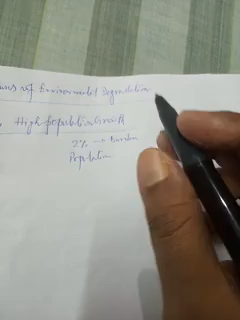 of Environmental Degradation
High population Growth
2% → Burden
Population